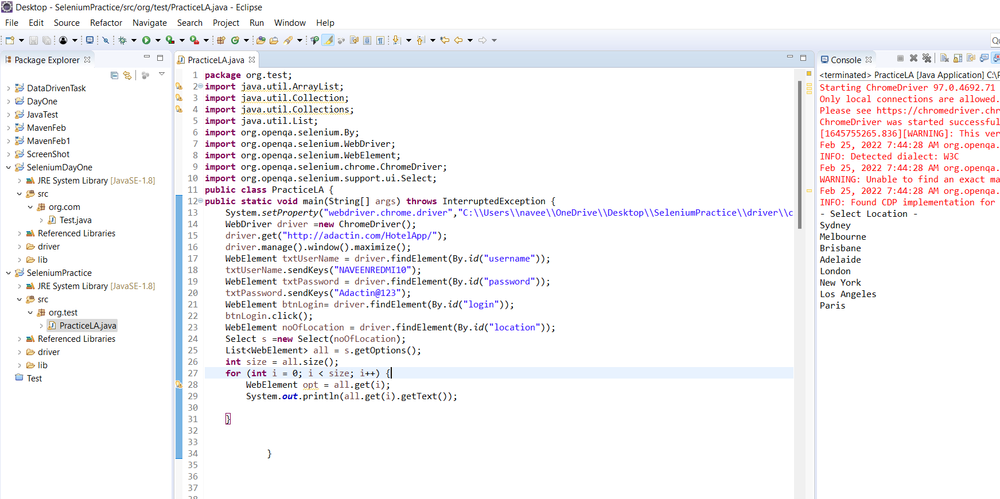 Desktop - SeleniumPractice/src/org/test/PracticeLA.java - Eclipse
File Edit Source Refactor Navigate Search Project Run Window Help
Qu
Package Explorer
DataDrivenTask
DayOne
JavaTest
MavenFeb
MavenFeb1
ScreenShot
SeleniumDayOne
JRE System Library [JavaSE-1.8]
src
org.com
Test.java
Referenced Libraries
driver
lib
SeleniumPractice
JRE System Library [JavaSE-1.8]
src
org.test
PracticeLA.java
Referenced Libraries
driver
lib
Test
PracticeLA.java
1 package org.test;
2 import java.util.ArrayList;
3 import java.util.Collection;
4 import java.util.Collections;
5 import java.util.List;
6 import org.openqa.selenium.By;
7 import org.openqa.selenium.WebDriver;
8 import org.openqa.selenium.WebElement;
9 import org.openqa.selenium.chrome.ChromeDriver;
10 import org.openqa.selenium.support.ui.Select;
11 public class PracticeLA {
12 public static void main(String[] args) throws InterruptedException {
13 System.setProperty("webdriver.chrome.driver","C:\\Users\\navee\\OneDrive\\Desktop\\SeleniumPractice\\driver\\c
14 WebDriver driver =new ChromeDriver();
15 driver.get("http://adactin.com/HotelApp/");
16 driver.manage().window().maximize();
17 WebElement txtUserName = driver.findElement(By.id("username"));
18 txtUserName.sendKeys("NAVEENREDMI10");
19 WebElement txtPassword = driver.findElement(By.id("password"));
20 txtPassword.sendKeys("Adactin@123");
21 WebElement btnLogin= driver.findElement(By.id("login"));
22 btnLogin.click();
23 WebElement noOfLocation = driver.findElement(By.id("location"));
24 Select s =new Select(noOfLocation);
25 List<WebElement> all = s.getOptions();
26 int size = all.size();
27 for (int i = 0; i < size; i++) {
28 WebElement opt = all.get(i);
29 System.out.println(all.get(i).getText());
30
31 }
32
33
34 }
35
36
37
38
Console
<terminated> PracticeLA [Java Application] C:\P
Starting ChromeDriver 97.0.4692.71
Only local connections are allowed.
Please see https://chromedriver.chr
ChromeDriver was started successful
[1645755265.836][WARNING]: This ver
Feb 25, 2022 7:44:28 AM org.openqa.
INFO: Detected dialect: W3C
Feb 25, 2022 7:44:28 AM org.openqa.
WARNING: Unable to find an exact ma
Feb 25, 2022 7:44:28 AM org.openqa.
INFO: Found CDP implementation for
- Select Location -
Sydney
Melbourne
Brisbane
Adelaide
London
New York
Los Angeles
Paris